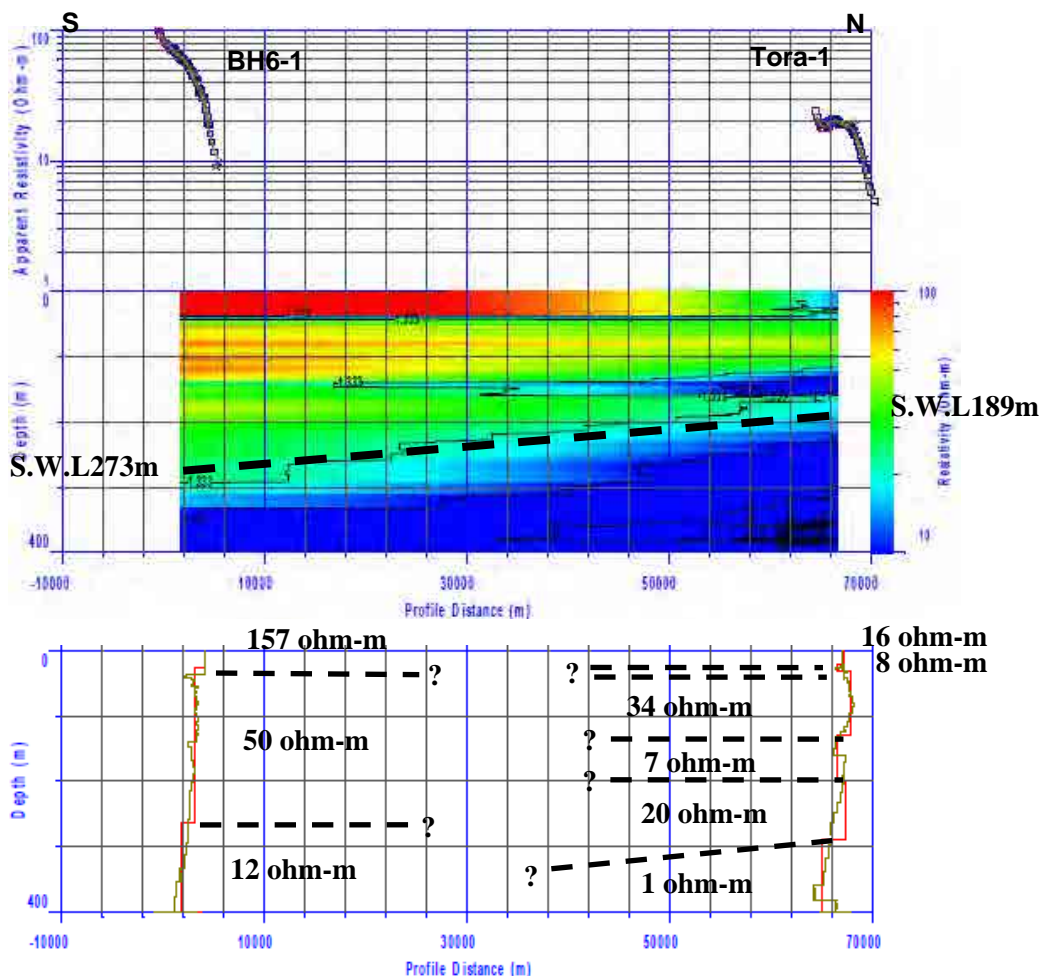 S
N
BH6-1
Tora-1
Apparent Resistivity (Ohm-m)
100
10
0
100
-1.333
S.W.L189m
Depth (m)
S.W.L273m
Resistivity (Ohm-m)
400
10
-10000 10000 30000 50000 70000
Profile Distance (m)
157 ohm-m
16 ohm-m
0
8 ohm-m
?
?
34 ohm-m
50 ohm-m
?
7 ohm-m
?
20 ohm-m
Depth (m)
?
12 ohm-m
?
1 ohm-m
400
-10000 10000 30000 50000 70000
Profile Distance (m)